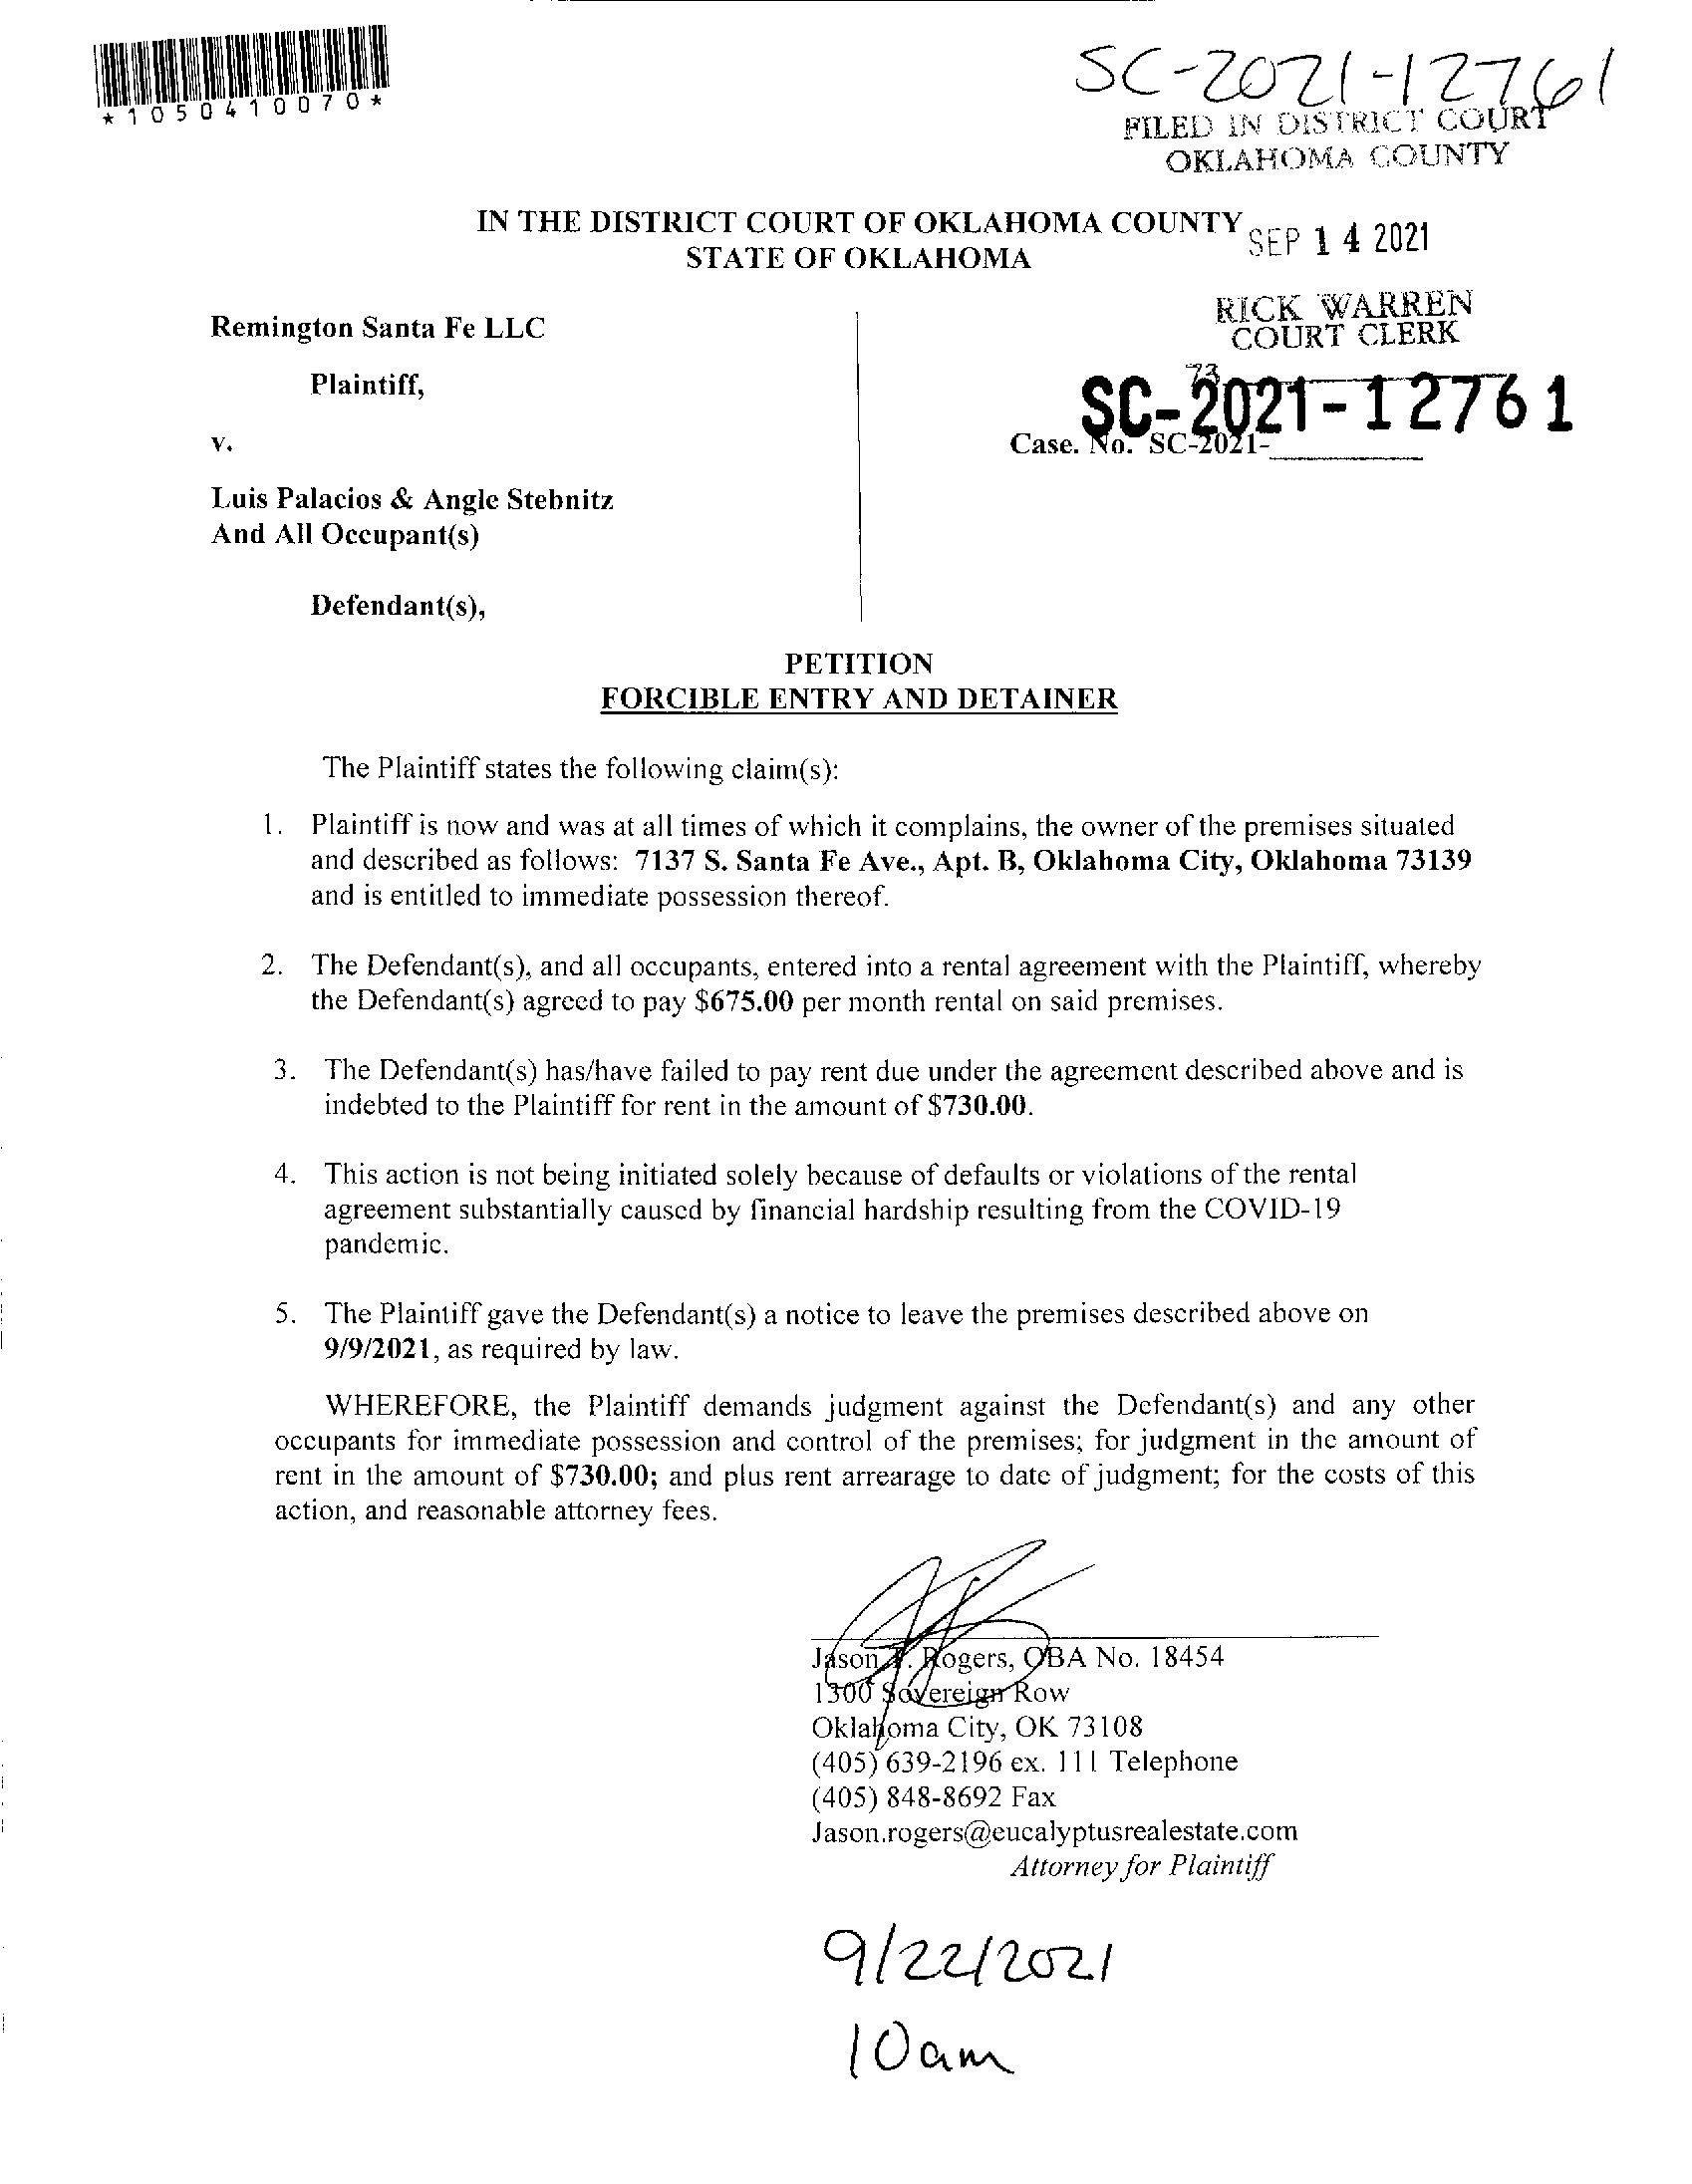 *1050410070*
SC-2021-12761
FILED IN DISTRICT COURT
OKLAHOMA COUNTY
IN THE DISTRICT COURT OF OKLAHOMA COUNTY
STATE OF OKLAHOMA
SEP 14 2021
RICK WARREN
COURT CLERK
73
Remington Santa Fe LLC
Plaintiff,
v.
SC-2021-12761
Case. No. SC-2021-
Luis Palacios & Angle Stebnitz
And All Occupant(s)
Defendant(s),
PETITION
FORCIBLE ENTRY AND DETAINER
The Plaintiff states the following claim(s):
1. Plaintiff is now and was at all times of which it complains, the owner of the premises situated
and described as follows: 7137 S. Santa Fe Ave., Apt. B, Oklahoma City, Oklahoma 73139
and is entitled to immediate possession thereof.
2. The Defendant(s), and all occupants, entered into a rental agreement with the Plaintiff, whereby
the Defendant(s) agreed to pay $675.00 per month rental on said premises.
3. The Defendant(s) has/have failed to pay rent due under the agreement described above and is
indebted to the Plaintiff for rent in the amount of $730.00.
4. This action is not being initiated solely because of defaults or violations of the rental
agreement substantially caused by financial hardship resulting from the COVID-19
pandemic.
5. The Plaintiff gave the Defendant(s) a notice to leave the premises described above on
9/9/2021, as required by law.
WHEREFORE, the Plaintiff demands judgment against the Defendant(s) and any other
occupants for immediate possession and control of the premises; for judgment in the amount of
rent in the amount of $730.00; and plus rent arrearage to date of judgment; for the costs of this
action, and reasonable attorney fees.
Jason Rogers, OBA No. 18454
1300 Sovereign Row
Oklahoma City, OK 73108
(405) 639-2196 ex. 111 Telephone
(405) 848-8692 Fax
Jason.rogers@eucalyptusrealestate.com
Attorney for Plaintiff
9/22/2021
10am